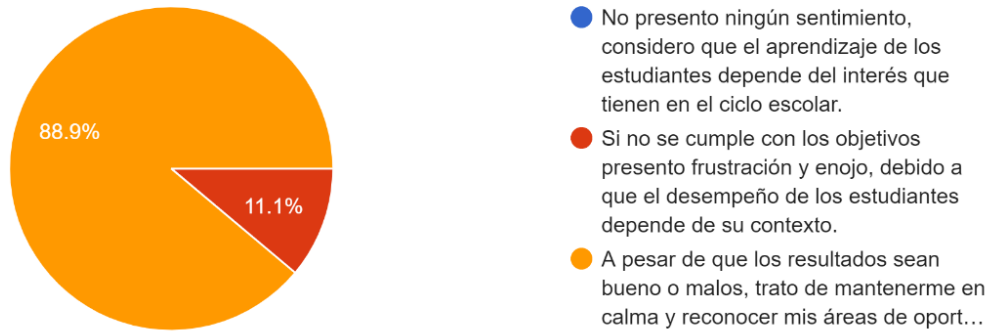 88.9%
11.1%
No presento ningún sentimiento,
considero que el aprendizaje de los
estudiantes depende del interés que
tienen en el ciclo escolar.
Si no se cumple con los objetivos
presento frustración y enojo, debido a
que el desempeño de los estudiantes
depende de su contexto.
A pesar de que los resultados sean
bueno o malos, trato de mantenerme en
calma y reconocer mis áreas de oport…